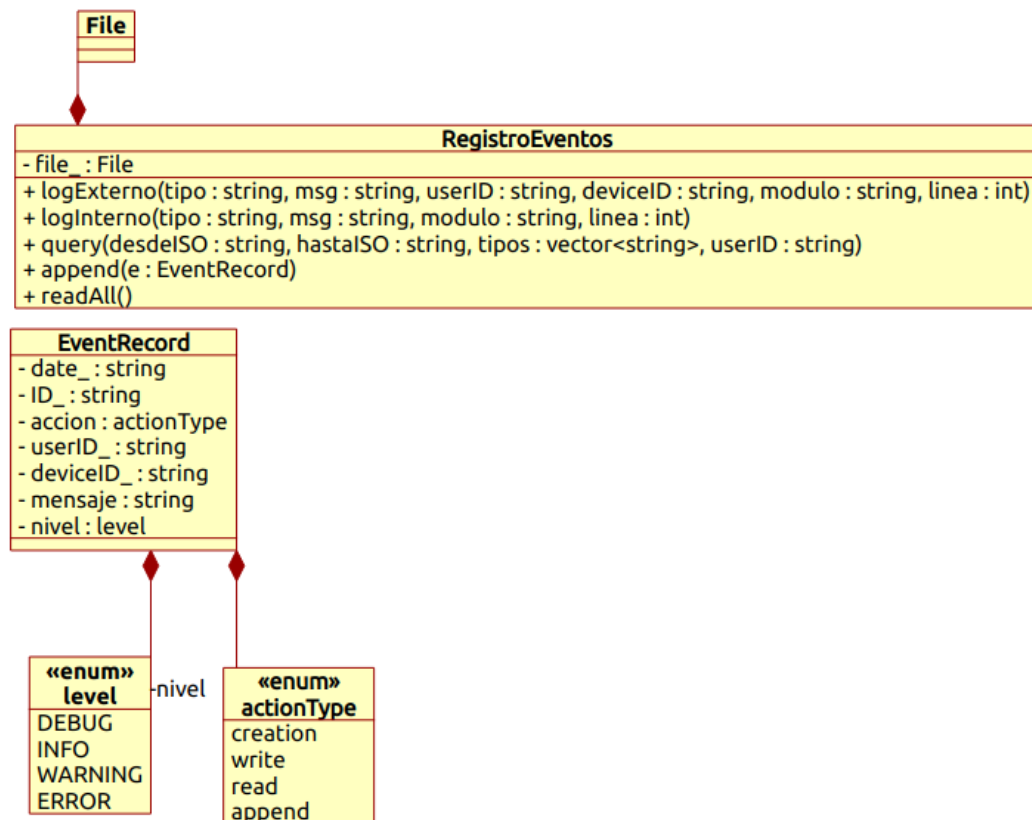 File
RegistroEventos
- file_ : File
+ logExterno(tipo : string, msg : string, userID : string, deviceID : string, modulo : string, linea : int)
+ logInterno(tipo : string, msg : string, modulo : string, linea : int)
+ query(desdeISO : string, hastaISO : string, tipos : vector<string>, userID : string)
+ append(e : EventRecord)
+ readAll()
EventRecord
- date_ : string
- ID_ : string
- accion : actionType
- userID_ : string
- deviceID_ : string
- mensaje : string
- nivel : level
«enum»
level
DEBUG
INFO
WARNING
ERROR
-nivel
«enum»
actionType
creation
write
read
append